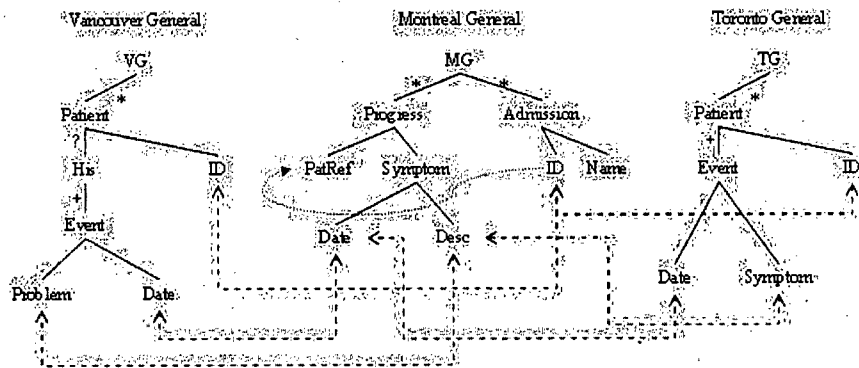 Vancouver General Montreal General Toronto General
VG MG TG
* * * *
Patient Progress Admission Patient
? +
His ID PatRef Symptom ID Name Event ID
+
Event Date Desc
Problem Date Date Symptom